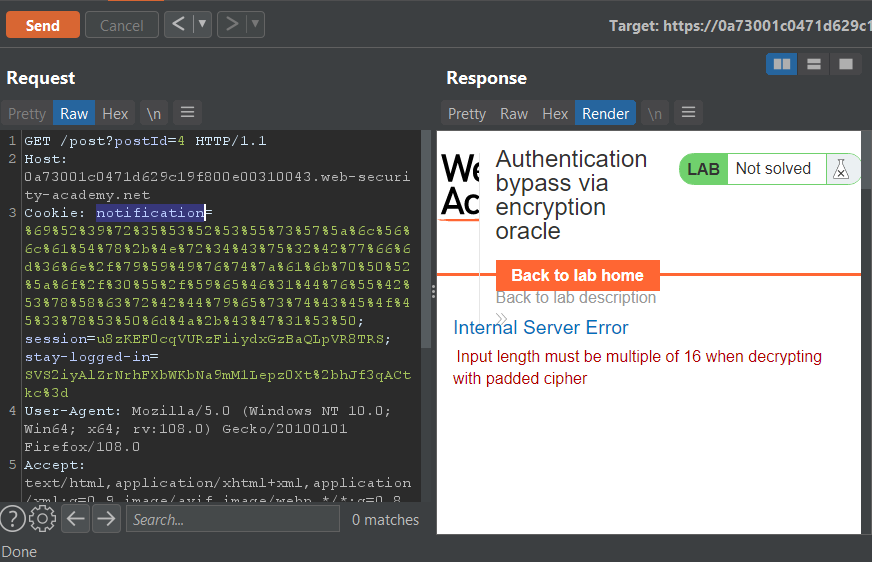 Send
Cancel
Target: https://0a73001c0471d629c1
Request
Response
Pretty Raw Hex \n
Pretty Raw Hex Render \n
1 GET /post?postId=4 HTTP/1.1
2 Host:
0a73001c0471d629c19f800e00310043.web-securi
ty-academy.net
3 Cookie: notification=
%69%52%39%72%35%53%52%53%55%73%57%5a%6c%56%
6c%61%54%78%2b%4e%72%34%43%75%32%42%77%66%6
d%36%6e%2f%79%59%49%76%74%7a%61%6b%70%50%52
%5a%6f%2f%30%55%2f%59%65%46%31%44%76%55%42%
53%78%58%63%72%42%44%79%65%73%74%43%45%4f%4
5%33%78%53%50%6d%4a%2b%43%47%31%53%50;
session=u8zKEF0cqVURzFiiydxGzBaQLpVR8TRS;
stay-logged-in=
SVS2iyAlZrNrhFXbWKbNa9mMlLepz0Xt%2bhJf3qACt
kc%3d
4 User-Agent: Mozilla/5.0 (Windows NT 10.0;
Win64; x64; rv:108.0) Gecko/20100101
Firefox/108.0
5 Accept:
text/html,application/xhtml+xml,application
/xml;q=0.9,image/avif,image/webp,*/*;q=0.8
We
Ac
Authentication
bypass via
encryption
oracle
LAB Not solved
Back to lab home
Back to lab description
Internal Server Error
Input length must be multiple of 16 when decrypting
with padded cipher
Search...
0 matches
Done